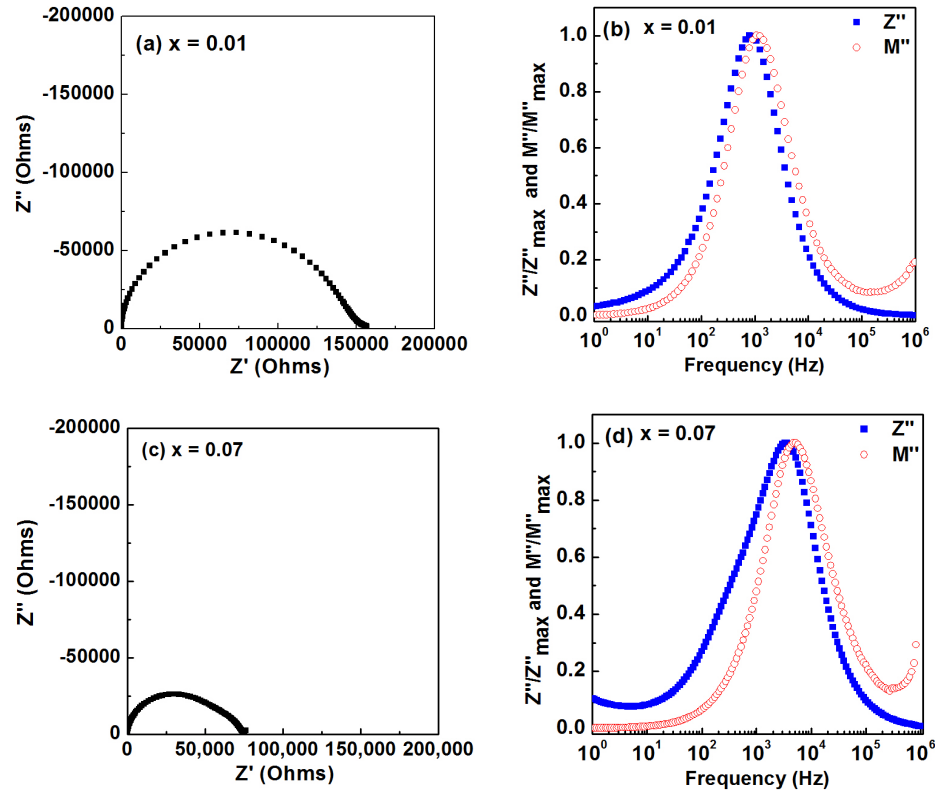 (a) x = 0.01
-200000
-150000
-100000
-50000
0
Z'' (Ohms)
0 50000 100000 150000 200000
Z' (Ohms)
(b) x = 0.01
Z''
M''
1.0
0.8
0.6
0.4
0.2
0.0
Z''/Z''max and M''/M''max
10^0 10^1 10^2 10^3 10^4 10^5 10^6
Frequency (Hz)
(c) x = 0.07
-200000
-150000
-100000
-50000
0
Z'' (Ohms)
0 50,000 100,000 150,000 200,000
Z' (Ohms)
(d) x = 0.07
Z''
M''
1.0
0.8
0.6
0.4
0.2
0.0
Z''/Z''max and M''/M''max
10^0 10^1 10^2 10^3 10^4 10^5 10^6
Frequency (Hz)